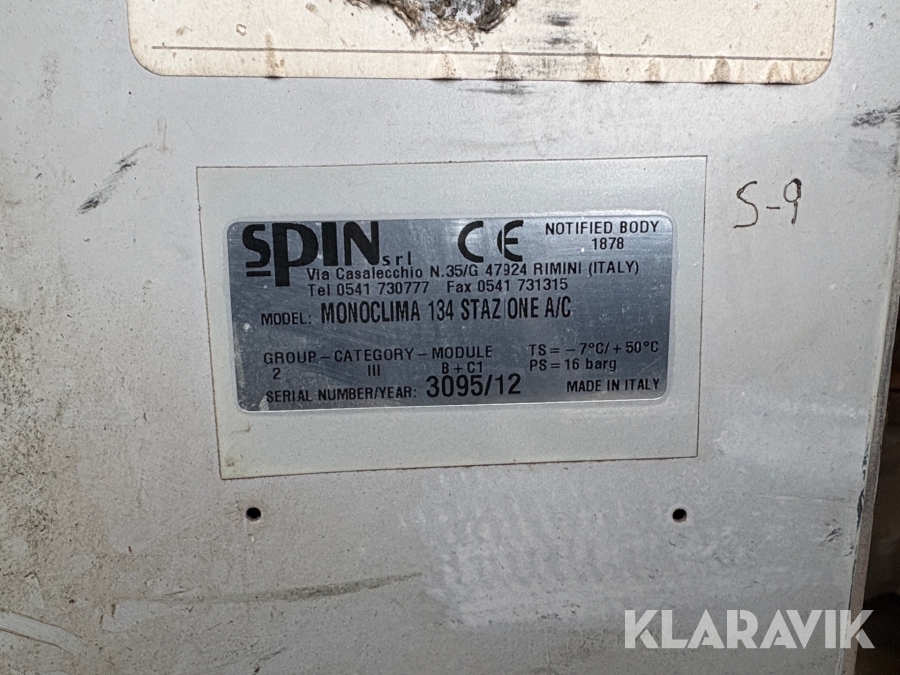 SPIN srl CE NOTIFIED BODY
1878
Via Casalecchio N.35/G 47924 RIMINI (ITALY)
Tel 0541 730777 Fax 0541 731315
MODEL: MONOCLIMA 134 STAZIONE A/C
GROUP - CATEGORY - MODULE TS = -7°C/+50°C
2 III B+C1 PS = 16 barg
SERIAL NUMBER/YEAR: 3095/12 MADE IN ITALY
S-9
KLARAVIK